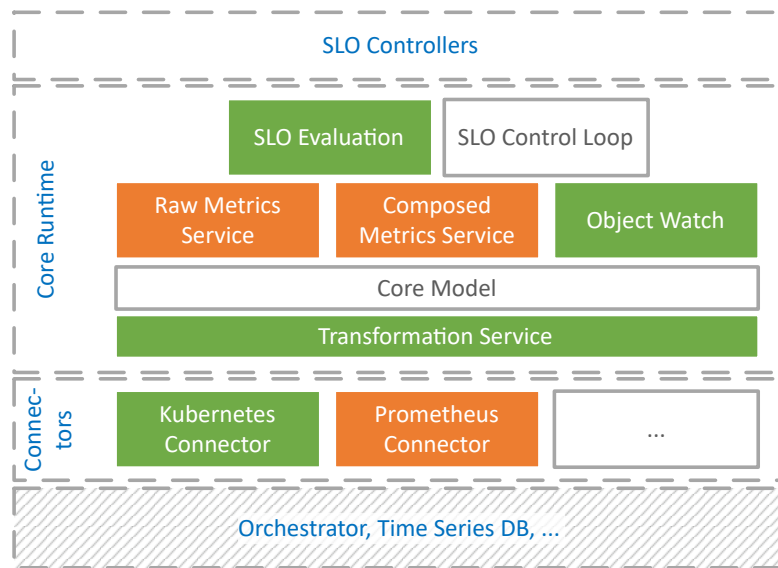 SLO Controllers
Core Runtime
SLO Evaluation
SLO Control Loop
Raw Metrics
Service
Composed
Metrics Service
Object Watch
Core Model
Transformation Service
Connec-
tors
Kubernetes
Connector
Prometheus
Connector
...
Orchestrator, Time Series DB, ...